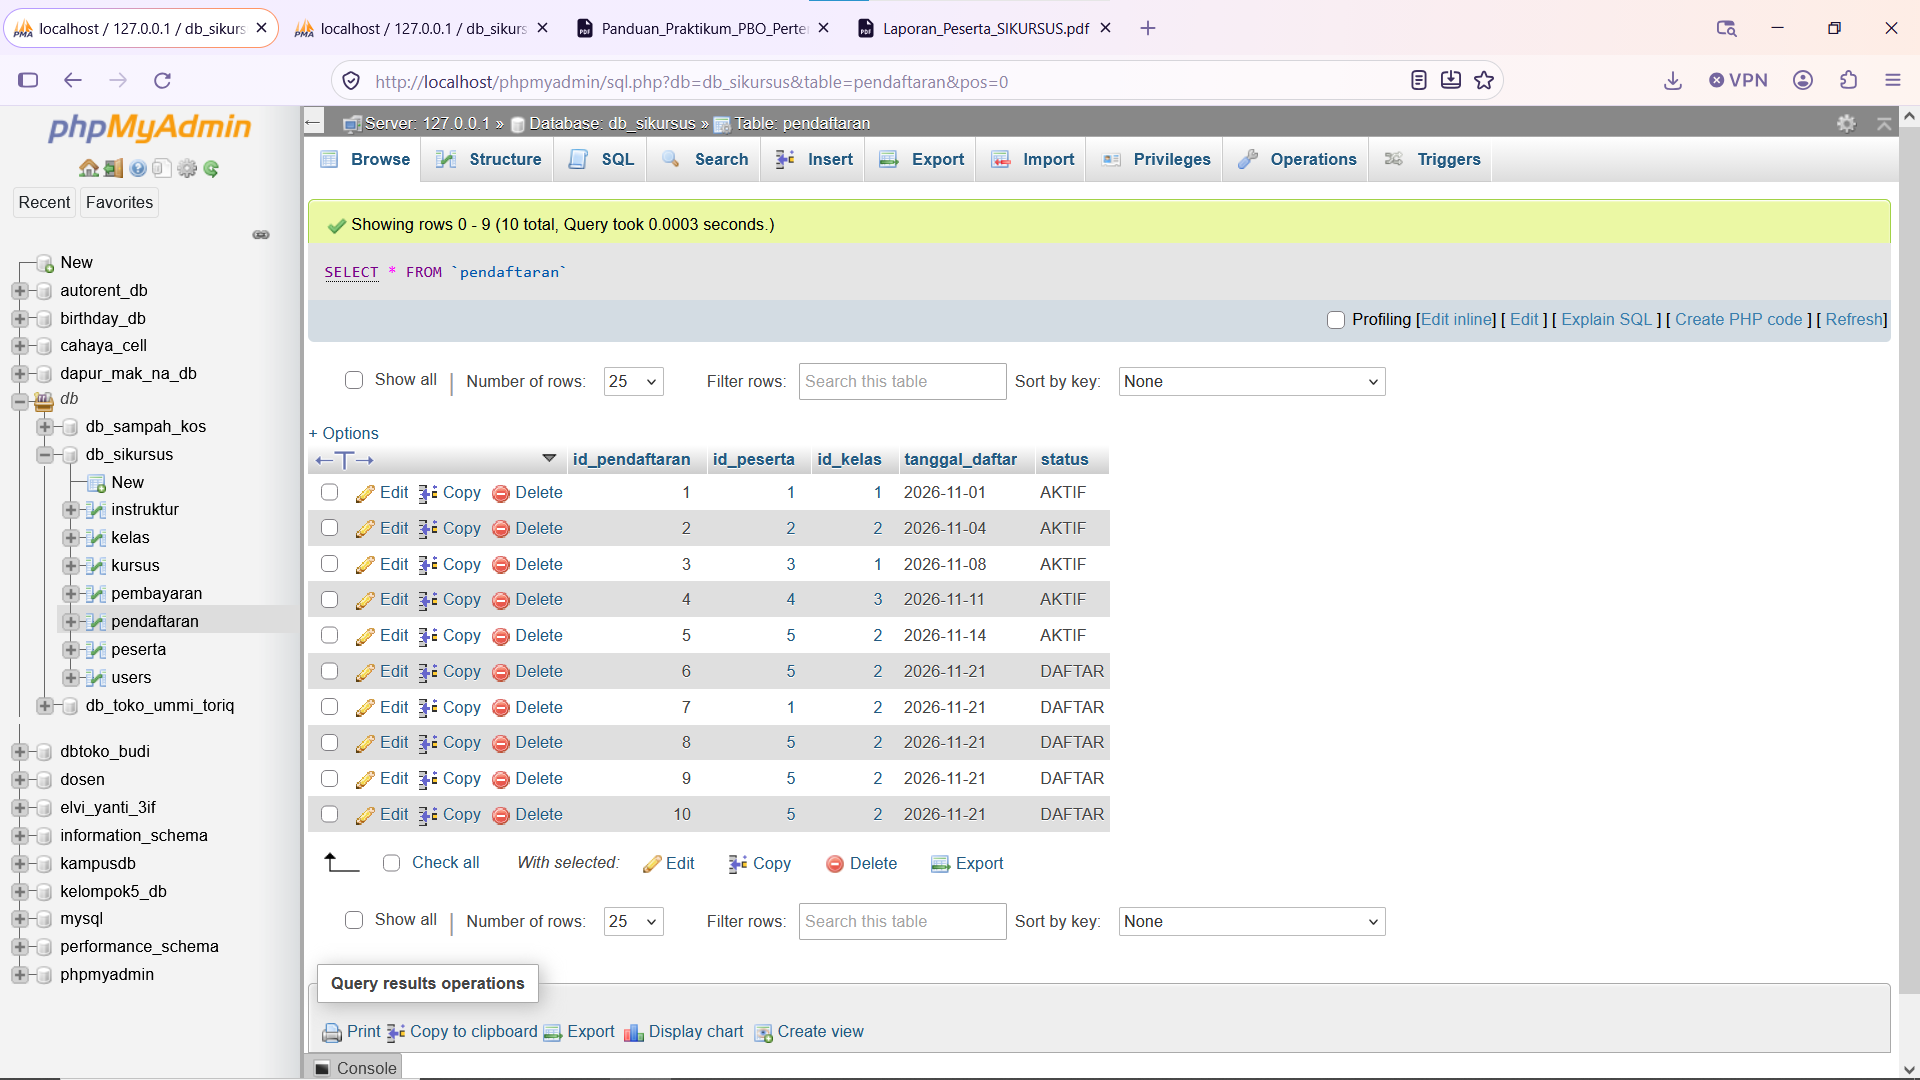 localhost / 127.0.0.1 / db_sikurs
localhost / 127.0.0.1 / db_sikurs
Panduan_Praktikum_PBO_Perte
Laporan_Peserta_SIKURSUS.pdf
http://localhost/phpmyadmin/sql.php?db=db_sikursus&table=pendaftaran&pos=0
VPN
phpMyAdmin
Recent
Favorites
New
autorent_db
birthday_db
cahaya_cell
dapur_mak_na_db
db
db_sampah_kos
db_sikursus
New
instruktur
kelas
kursus
pembayaran
pendaftaran
peserta
users
db_toko_ummi_toriq
dbtoko_budi
dosen
elvi_yanti_3if
information_schema
kampusdb
kelompok5_db
mysql
performance_schema
phpmyadmin
Server: 127.0.0.1 » Database: db_sikursus » Table: pendaftaran
Browse Structure SQL Search Insert Export Import Privileges Operations Triggers
Showing rows 0 - 9 (10 total, Query took 0.0003 seconds.)
SELECT * FROM `pendaftaran`
Profiling [Edit inline] [ Edit ] [ Explain SQL ] [ Create PHP code ] [ Refresh]
Show all | Number of rows: 25 Filter rows: Search this table Sort by key: None
+ Options
←T→ id_pendaftaran id_peserta id_kelas tanggal_daftar status
Edit Copy Delete 1 1 1 2026-11-01 AKTIF
Edit Copy Delete 2 2 2 2026-11-04 AKTIF
Edit Copy Delete 3 3 1 2026-11-08 AKTIF
Edit Copy Delete 4 4 3 2026-11-11 AKTIF
Edit Copy Delete 5 5 2 2026-11-14 AKTIF
Edit Copy Delete 6 5 2 2026-11-21 DAFTAR
Edit Copy Delete 7 1 2 2026-11-21 DAFTAR
Edit Copy Delete 8 5 2 2026-11-21 DAFTAR
Edit Copy Delete 9 5 2 2026-11-21 DAFTAR
Edit Copy Delete 10 5 2 2026-11-21 DAFTAR
Check all With selected: Edit Copy Delete Export
Show all | Number of rows: 25 Filter rows: Search this table Sort by key: None
Query results operations
Print Copy to clipboard Export Display chart Create view
Console